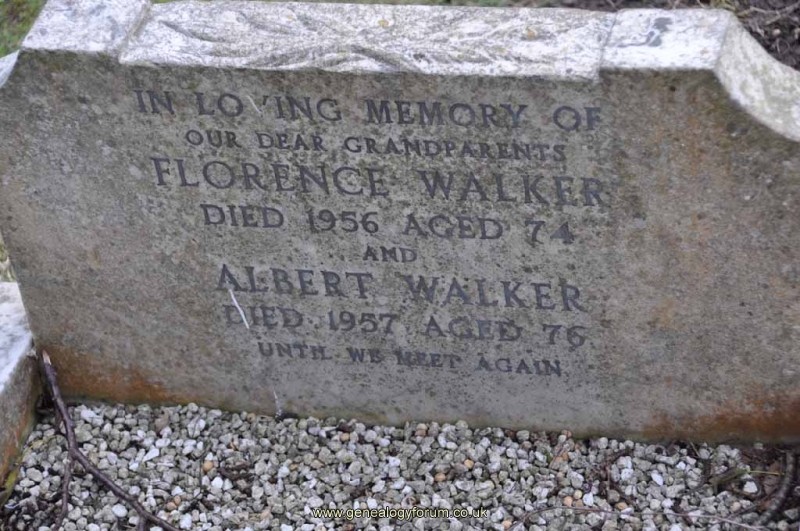 IN LOVING MEMORY OF
OUR DEAR GRANDPARENTS
FLORENCE WALKER
DIED 1956 AGED 74
AND
ALBERT WALKER
DIED 1957 AGED 76
UNTIL WE MEET AGAIN
www.genealogyforum.co.uk